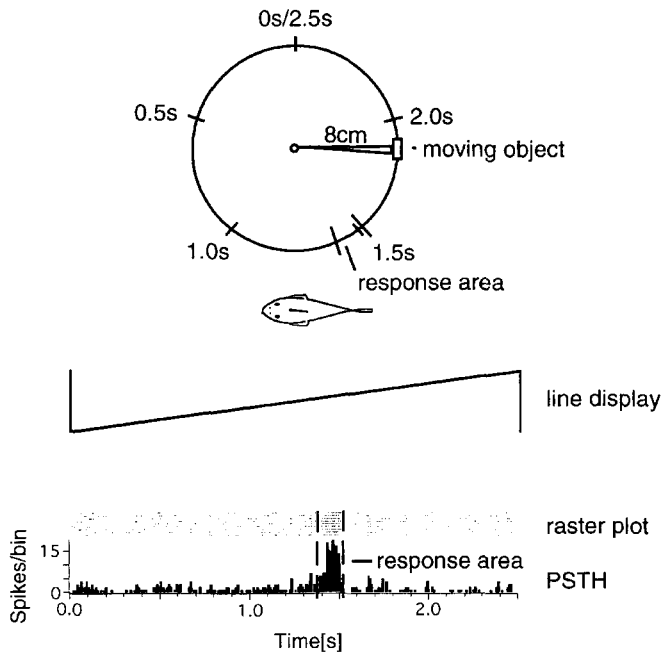 0s/2.5s
0.5s
2.0s
8cm
moving object
1.0s
1.5s
response area
line display
raster plot
15
response area
Spikes/bin
PSTH
0
0.0
1.0
2.0
Time[s]